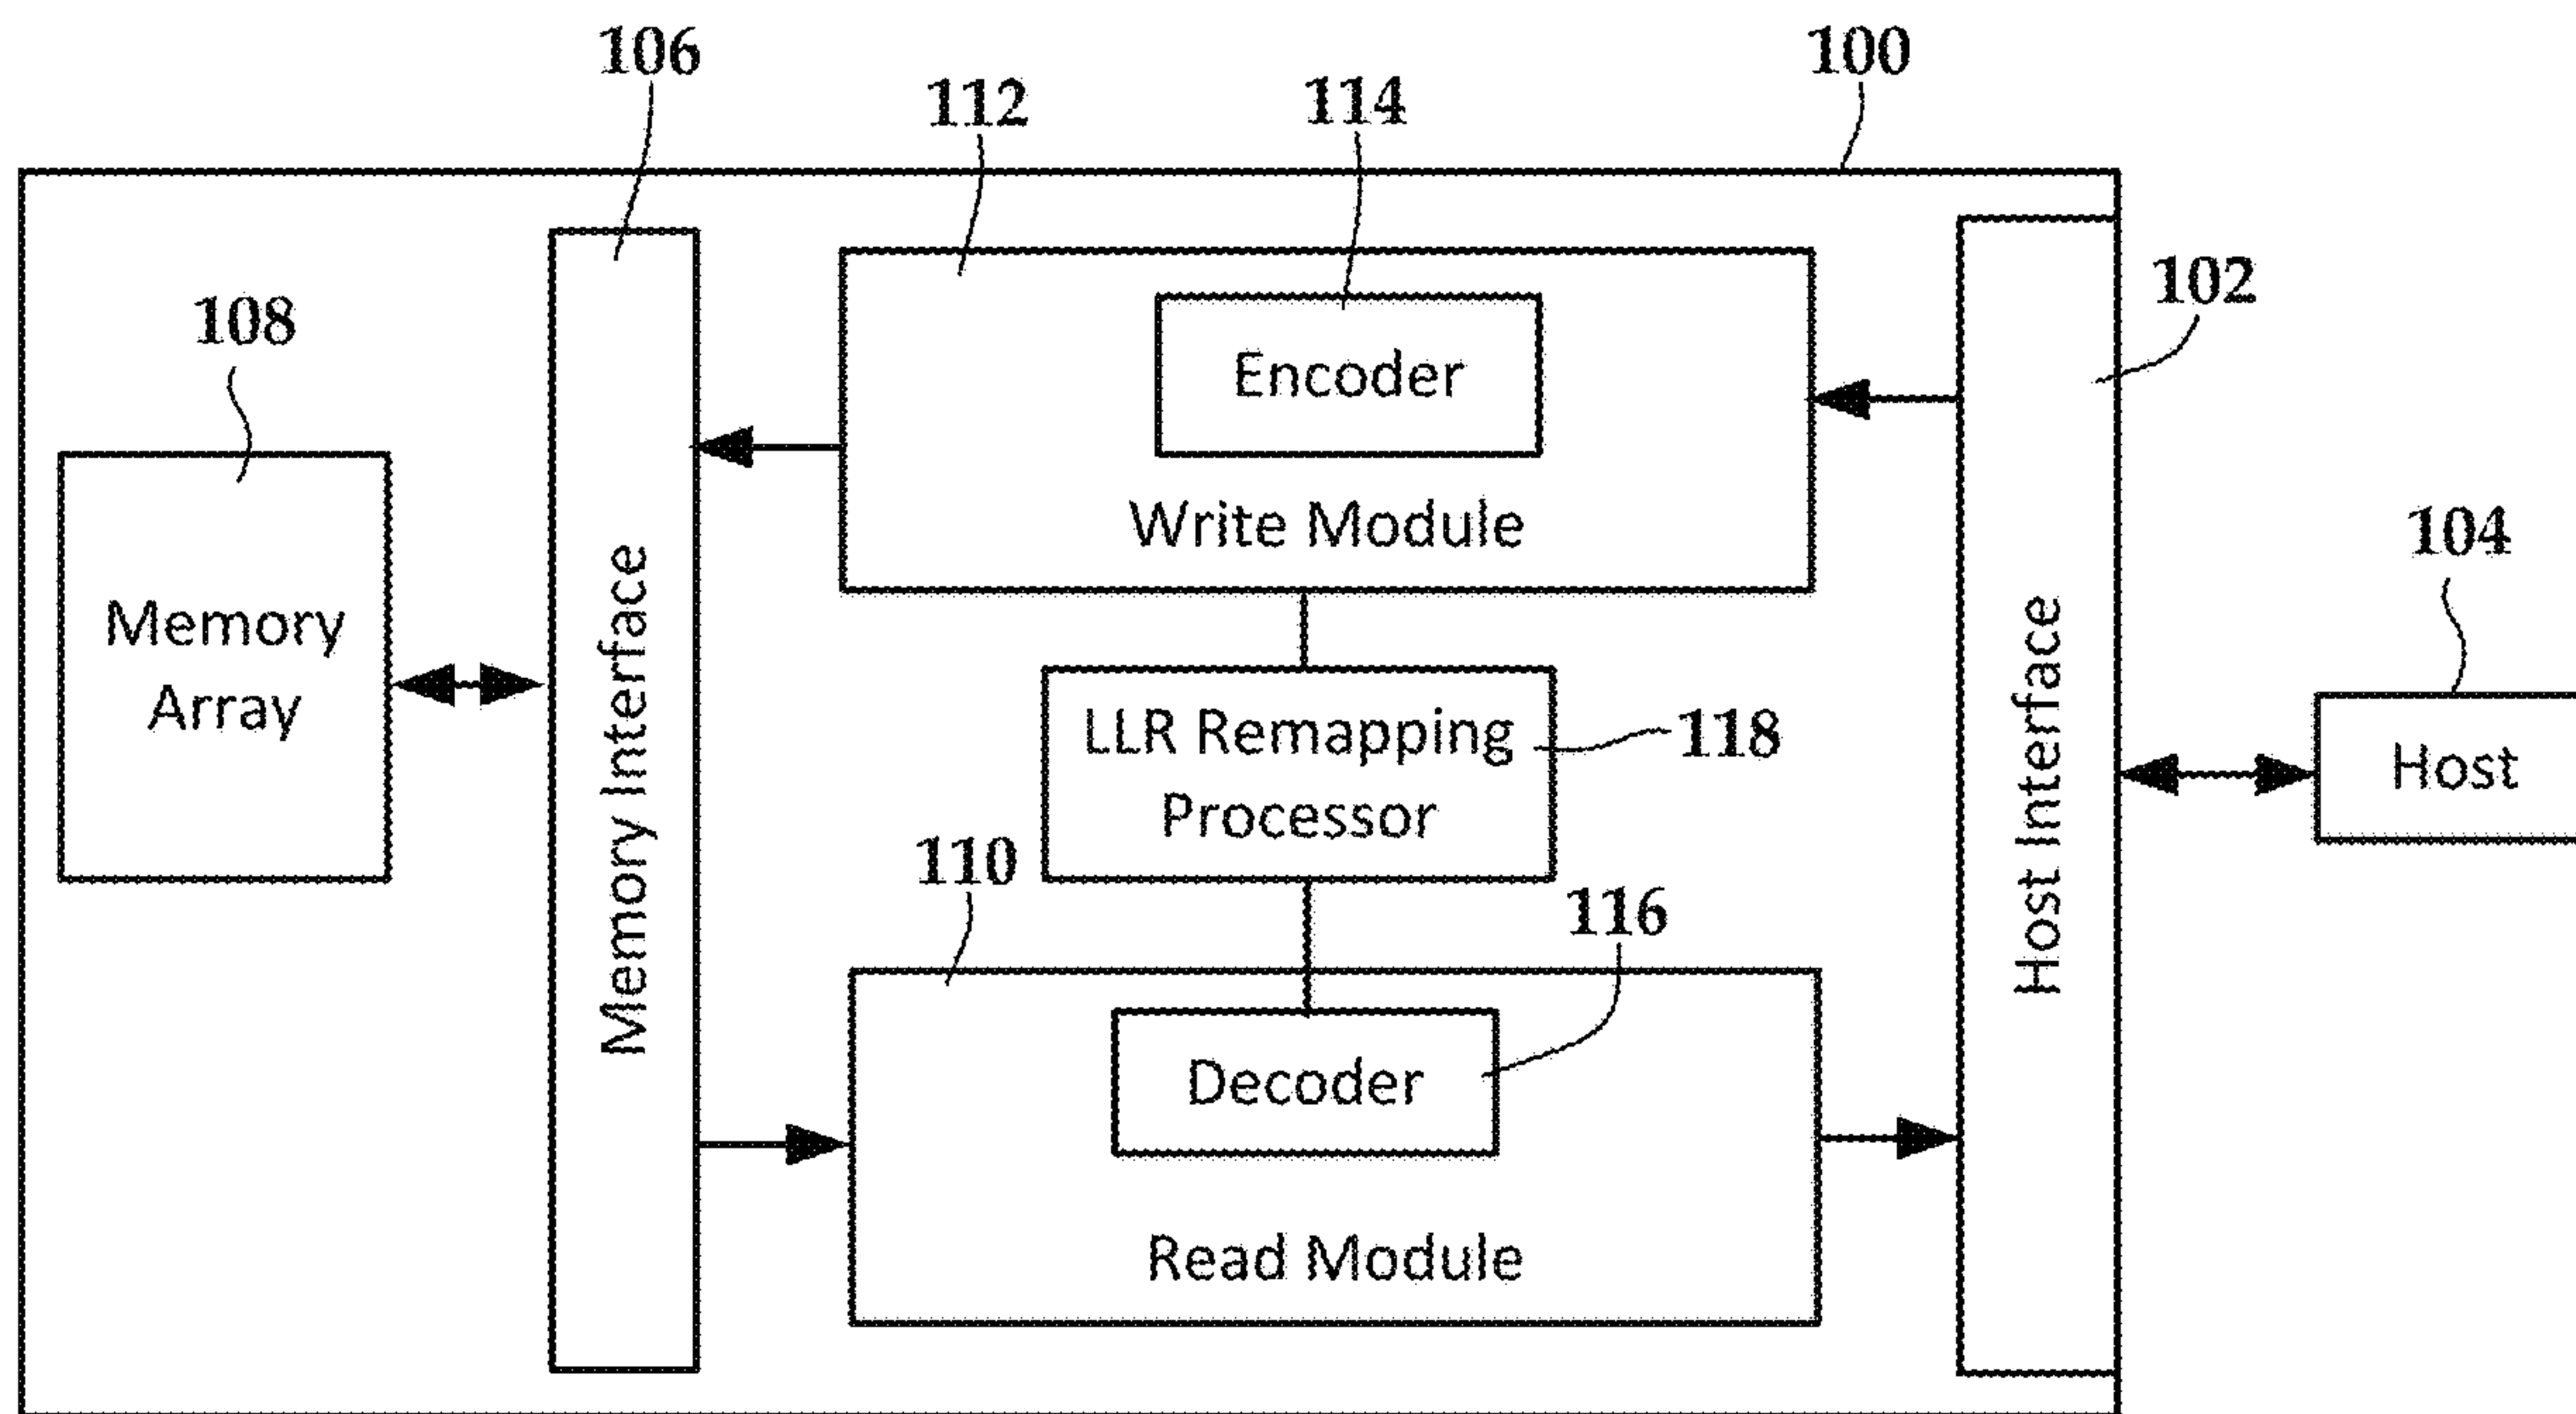 106
100
112
114
102
108
Encoder
Write Module
104
Memory
Array
Memory Interface
LLR Remapping
Processor
118
Host Interface
Host
110
116
Decoder
Read Module